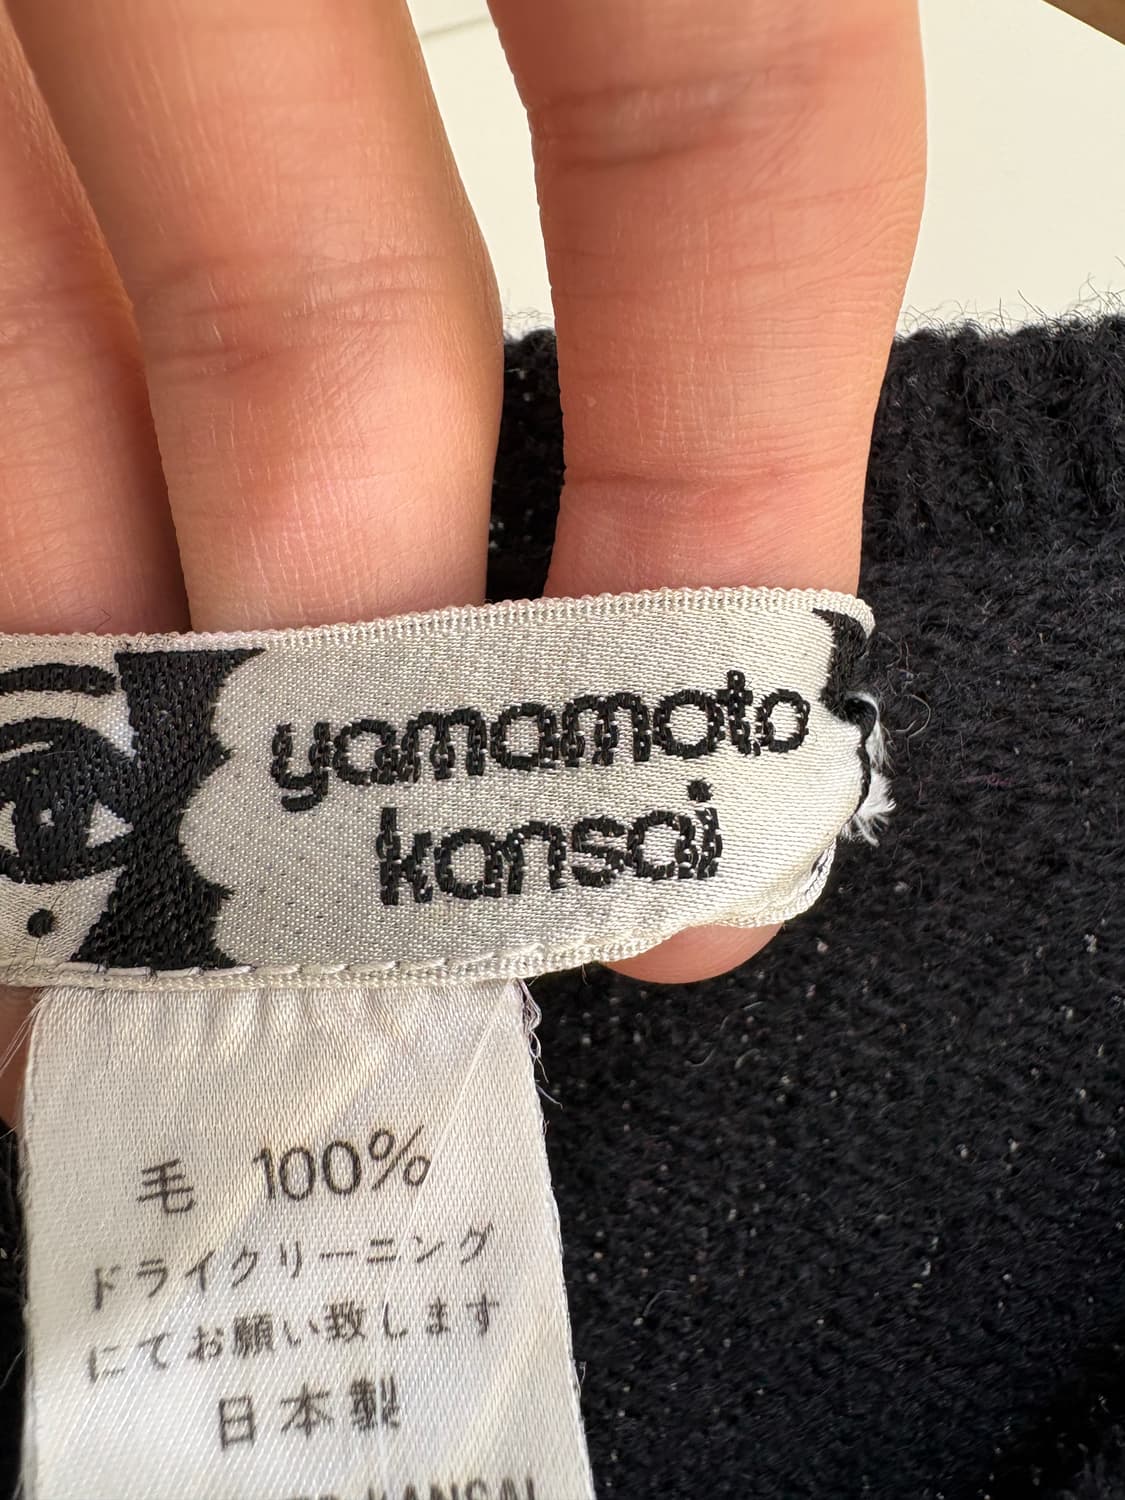 yamamoto
kansai
毛 100%
ドライクリーニング
にてお願い致します
日本製
KANSAI